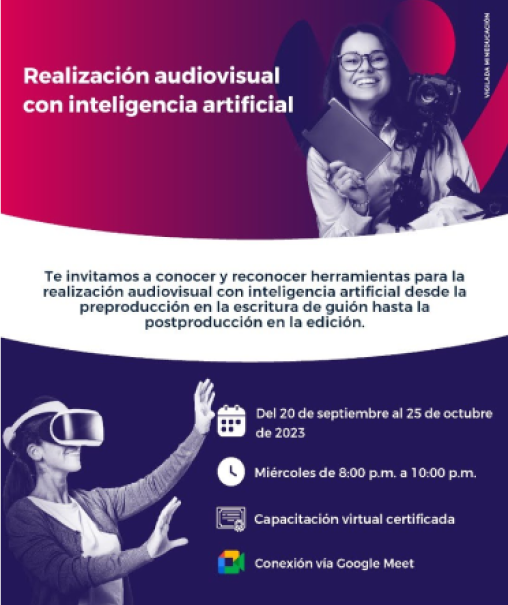 VIGILADA MINEDUCACIÓN
Realización audiovisual
con inteligencia artificial
Te invitamos a conocer y reconocer herramientas para la
realización audiovisual con inteligencia artificial desde la
preproducción en la escritura de guión hasta la
postproducción en la edición.
Del 20 de septiembre al 25 de octubre
de 2023
Miércoles de 8:00 p.m. a 10:00 p.m.
Capacitación virtual certificada
Conexión vía Google Meet